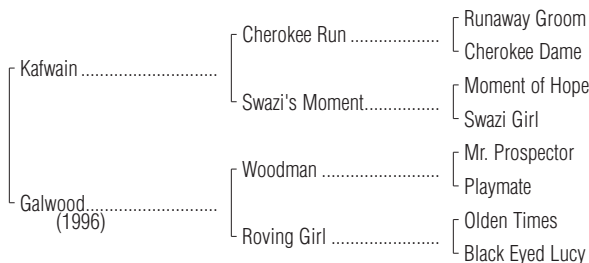 Runaway Groom
Cherokee Run ...................
Cherokee Dame
Kafwain .............................
Moment of Hope
Swazi's Moment................
Swazi Girl
Mr. Prospector
Woodman .........................
Playmate
Galwood............................
(1996)
Olden Times
Roving Girl .......................
Black Eyed Lucy